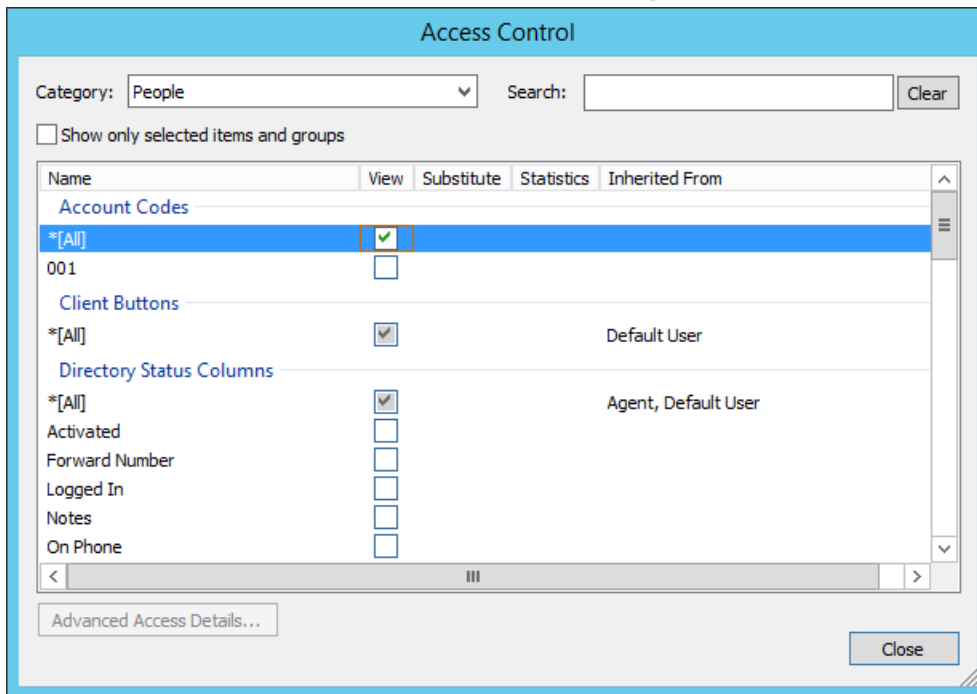 Access Control
Category: People Search: Clear
Show only selected items and groups
Name View Substitute Statistics Inherited From
Account Codes
*[All]
001
Client Buttons
*[All] Default User
Directory Status Columns
*[All] Agent, Default User
Activated
Forward Number
Logged In
Notes
On Phone
Advanced Access Details...
Close